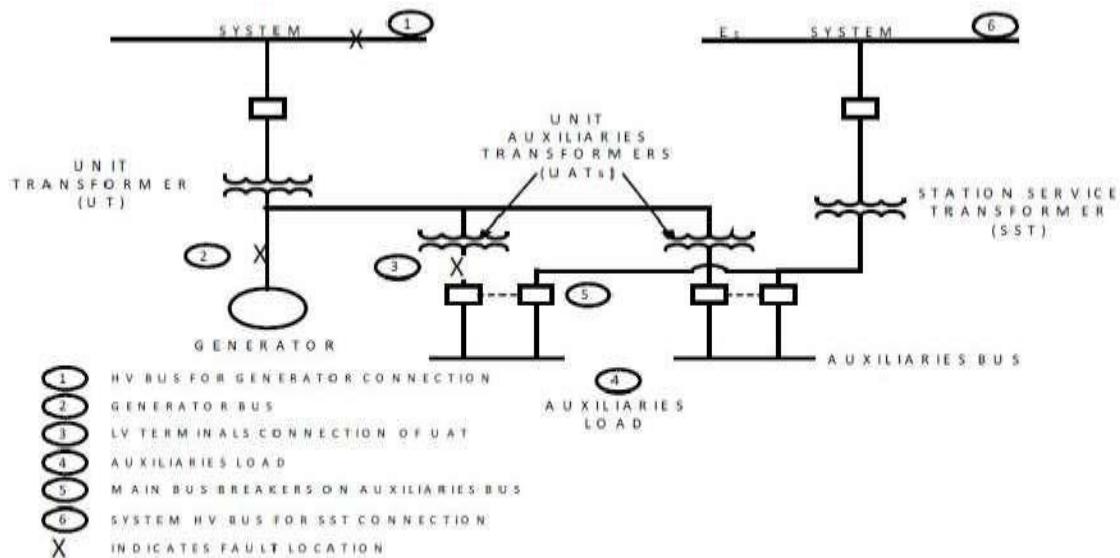 1
SYSTEM
X
Es SYSTEM
6
UNIT
AUXILIARIES
TRANSFORMERS
(UATs)
UNIT
TRANSFORMER
(UT)
STATION SERVICE
TRANSFORMER
(SST)
2
X
3
X
5
GENERATOR
AUXILIARIES BUS
4
AUXILIARIES
LOAD
1 HV BUS FOR GENERATOR CONNECTION
2 GENERATOR BUS
3 LV TERMINALS CONNECTION OF UAT
4 AUXILIARIES LOAD
5 MAIN BUS BREAKERS ON AUXILIARIES BUS
6 SYSTEM HV BUS FOR SST CONNECTION
X INDICATES FAULT LOCATION